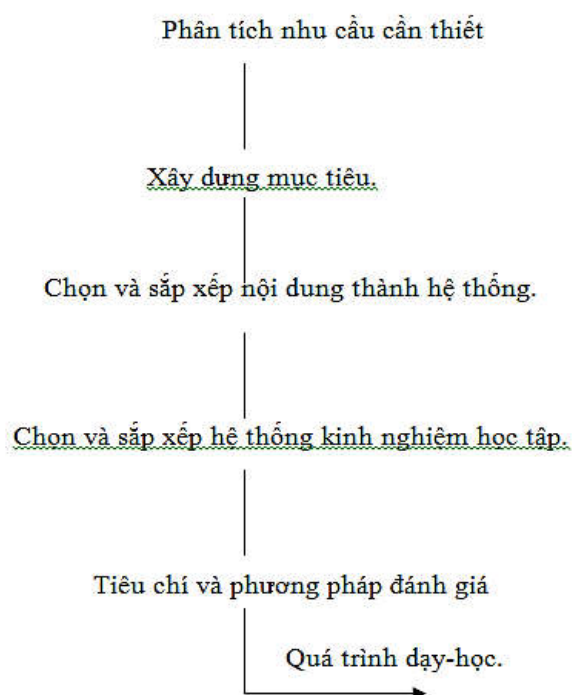 Phân tích nhu cầu cần thiết
Xây dựng mục tiêu.
Chọn và sắp xếp nội dung thành hệ thống.
Chọn và sắp xếp hệ thống kinh nghiệm học tập.
Tiêu chí và phương pháp đánh giá
Quá trình dạy-học.